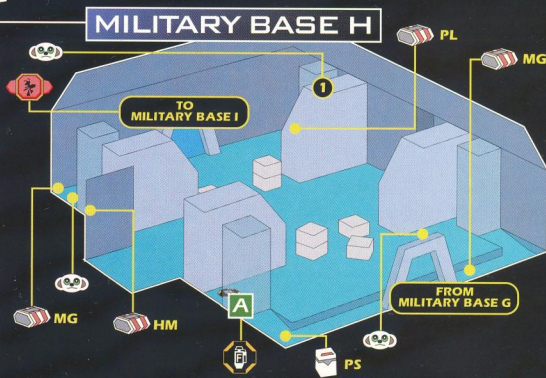 MILITARY BASE H
PL
MG
1
TO
MILITARY BASE I
FROM
MILITARY BASE G
A
MG
HM
F
PS